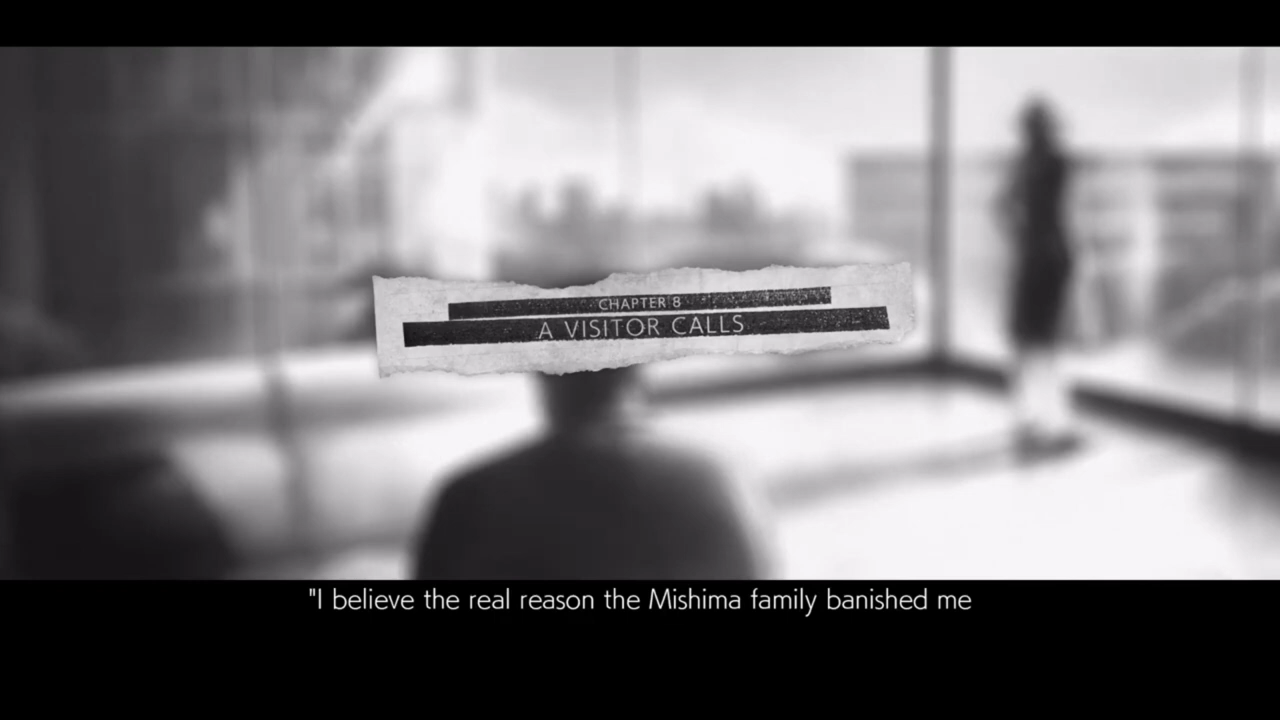 CHAPTER 8
A VISITOR CALLS
"I believe the real reason the Mishima family banished me